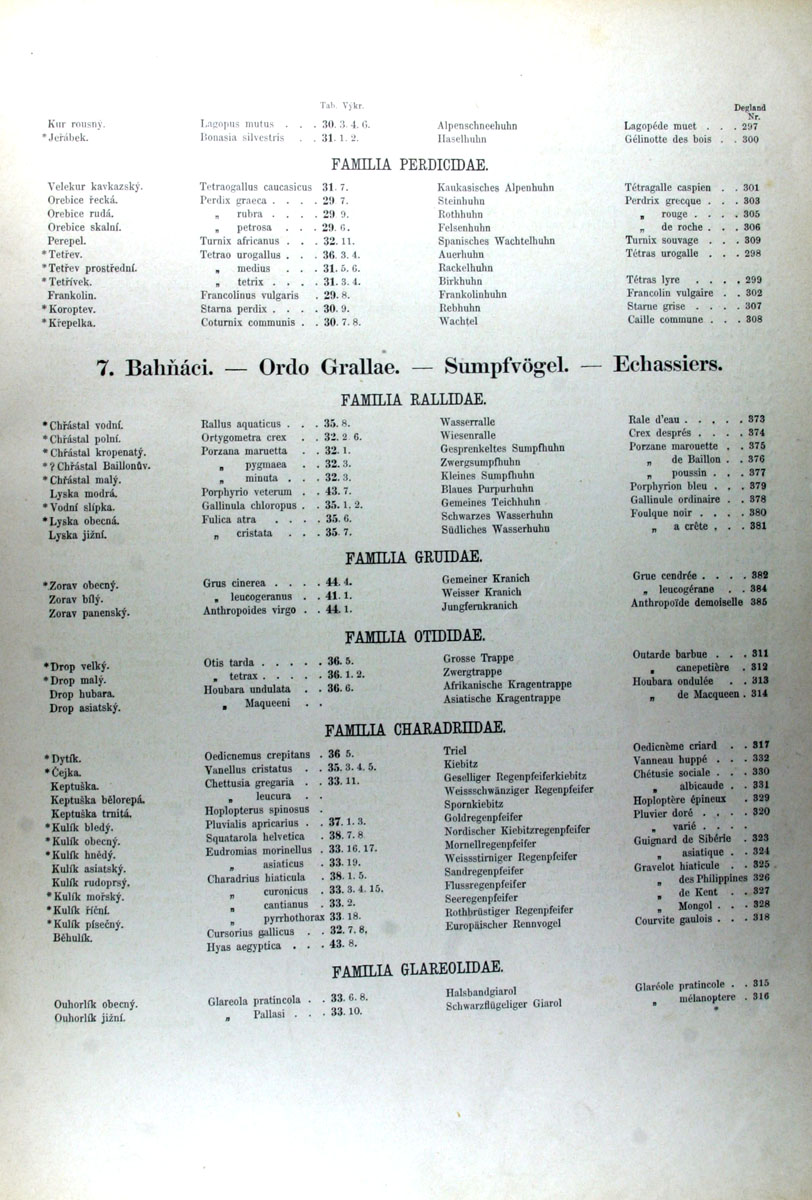 Tab. Výkr. Degland Nr.
Kur rousný. Lagopus mutus . . . 30. 3. 4. 6. Alpenschneehuhn Lagopéde muet . . . 297
*Jeřábek. Bonasia silvestris . . 31. 1. 2. Haselhuhn Gélinotte des bois . . 300
FAMILIA PERDICIDAE.
Velekur kavkazský. Tetraogallus caucasicus 31. 7. Kaukasisches Alpenhuhn Tétragalle caspien . . 301
Orebice řecká. Perdix graeca . . . . 29 7. Steinhuhn Perdrix grecque . . . 303
Orebice rudá. „ rubra . . . . 29 9. Rothhuhn „ rouge . . . . 305
Orebice skalní. „ petrosa . . . 29. 6. Felsenhuhn „ de roche . . . 306
Perepel. Turnix africanus . . . 32. 11. Spanisches Wachtelhuhn Turnix souvage . . . 309
*Tetřev. Tetrao urogallus . . . 36. 3. 4. Auerhuhn Tétras urogalle . . . 298
*Tetřev prostřední. „ medius . . . 31. 5. 6. Rackelhuhn
*Tetřívek. „ tetrix . . . . 31. 3. 4. Birkhuhn Tétras lyre . . . . 299
Frankolin. Francolinus vulgaris . 29. 8. Frankolinhuhn Francolin vulgaire . . 302
*Koroptev. Starna perdix . . . . 30. 9. Rebhuhn Starne grise . . . . 307
*Křepelka. Coturnix communis . . 30. 7. 8. Wachtel Caille commune . . . 308
7. Bahňáci. — Ordo Grallae. — Sumpfvögel. — Echassiers.
FAMILIA RALLIDAE.
*Chřástal vodní. Rallus aquaticus . . . 35. 8. Wasserralle Rale d'eau . . . . . 373
*Chřástal polní. Ortygometra crex . . 32. 2 6. Wiesenralle Crex després . . . . 374
*Chřástal kropenatý. Porzana maruetta . . 32. 1. Gesprenkeltes Sumpfhuhn Porzane marouette . . 375
*?Chřástal Baillonův. „ pygmaea . . 32. 3. Zwergsumpfhuhn „ de Baillon . . 376
*Chřástal malý. „ minuta . . . 32. 3. Kleines Sumpfhuhn „ poussin . . . 377
Lyska modrá. Porphyrio veterum . . 43. 7. Blaues Purpurhuhn Porphyrion bleu . . . 379
*Vodní slípka. Gallinula chloropus . . 35. 1. 2. Gemeines Teichhuhn Gallinule ordinaire . . 378
*Lyska obecná. Fulica atra . . . . 35. 6. Schwarzes Wasserhuhn Foulque noir . . . . 380
Lyska jižní. „ cristata . . . 35. 7. Südliches Wasserhuhn „ a crête . . . 381
FAMILIA GRUIDAE.
*Zorav obecný. Grus cinerea . . . . 44. 4. Gemeiner Kranich Grue cendrée . . . . 382
Zorav bílý. „ leucogeranus . . 41. 1. Weisser Kranich „ leucogérane . . 384
Zorav panenský. Anthropoides virgo . . 44. 1. Jungfernkranich Anthropoïde demoiselle 385
FAMILIA OTIDIDAE.
*Drop velký. Otis tarda . . . . . 36. 5. Grosse Trappe Outarde barbue . . . 311
*Drop malý. „ tetrax . . . . . 36. 1. 2. Zwergtrappe „ canepetière . 312
Drop hubara. Houbara undulata . . 36. 6. Afrikanische Kragentrappe Houbara ondulée . . 313
Drop asiatský. „ Maqueeni . . Asiatische Kragentrappe „ de Macqueen . 314
FAMILIA CHARADRIIDAE.
*Dytík. Oedicnemus crepitans . 36 5. Triel Oedicnème criard . . 317
*Čejka. Vanellus cristatus . . 35. 3. 4. 5. Kiebitz Vanneau huppé . . . 332
Keptuška. Chettusia gregaria . . 33. 11. Geselliger Regenpfeiferkiebitz Chétusie sociale . . . 330
Keptuška bělorepá. „ leucura . . Weissschwänziger Regenpfeifer „ albicaude . . 331
Keptuška trnitá. Hoplopterus spinosus . Spornkiebitz Hoploptère épineux . 329
*Kulík bledý. Pluvialis apricarius . . 37. 1. 3. Goldregenpfeifer Pluvier doré . . . . 320
*Kulík obecný. Squatarola helvetica . 38. 7. 8 Nordischer Kiebitzregenpfeifer „ varié . . . .
*Kulík hnědý. Eudromias morinellus . 33. 16. 17. Mornellregenpfeifer Guignard de Sibérie . 323
Kulík asiatský. „ asiaticus . 33. 19. Weissstirniger Regenpfeifer „ asiatique . . 324
Kulík rudoprsý. Charadrius hiaticula . 38. 1. 5. Sandregenpfeifer Gravelot hiaticule . . 325
*Kulík mořský. „ curonicus . 33. 3. 4. 15. Flussregenpfeifer „ des Philippines 326
*Kulík říční. „ cantianus . 33. 2. Seeregenpfeifer „ de Kent . . 327
*Kulík písečný. „ pyrrhothorax 33. 18. Rothbrüstiger Regenpfeifer „ Mongol . . . 328
Běhulík. Cursorius gallicus . . 32. 7. 8. Europäischer Rennvogel Courvite gaulois . . . 318
Hyas aegyptica . . . 43. 8.
FAMILIA GLAREOLIDAE.
Ouhorlík obecný. Glareola pratincola . . 33. 6. 8. Halsbandgiarol Glaréole pratincole . . 315
Ouhorlík jižní. „ Pallasi . . . 33. 10. Schwarzflügeliger Giarol „ mélanoptere . 316
„